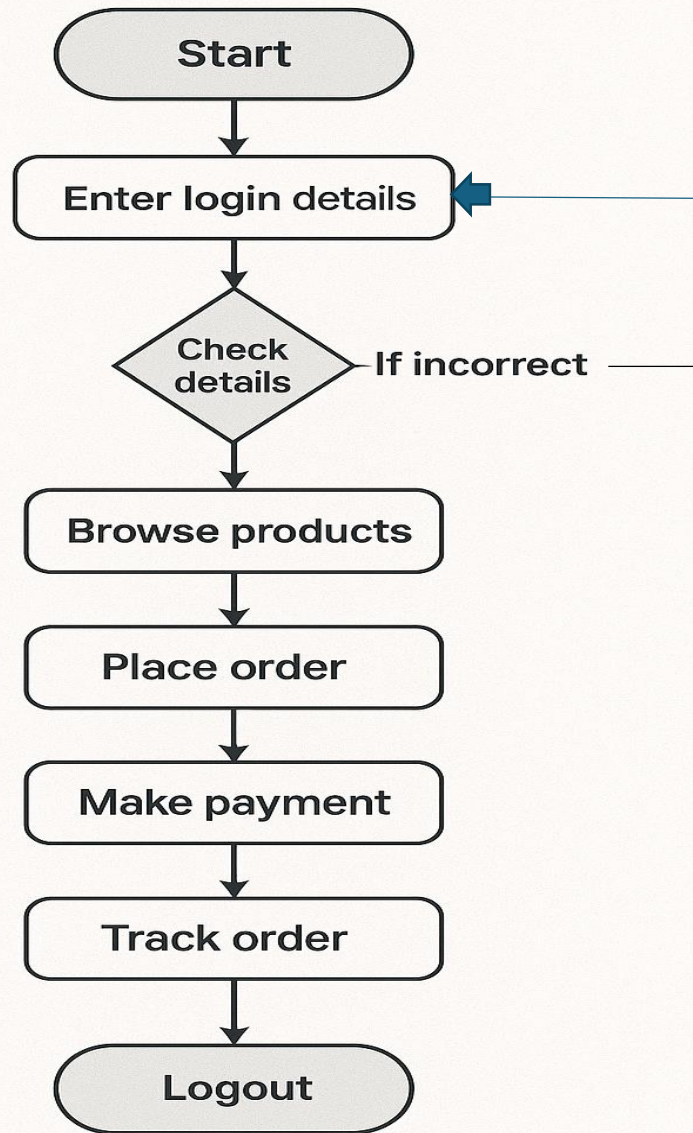 Start
Enter login details
Check
details
If incorrect
Browse products
Place order
Make payment
Track order
Logout